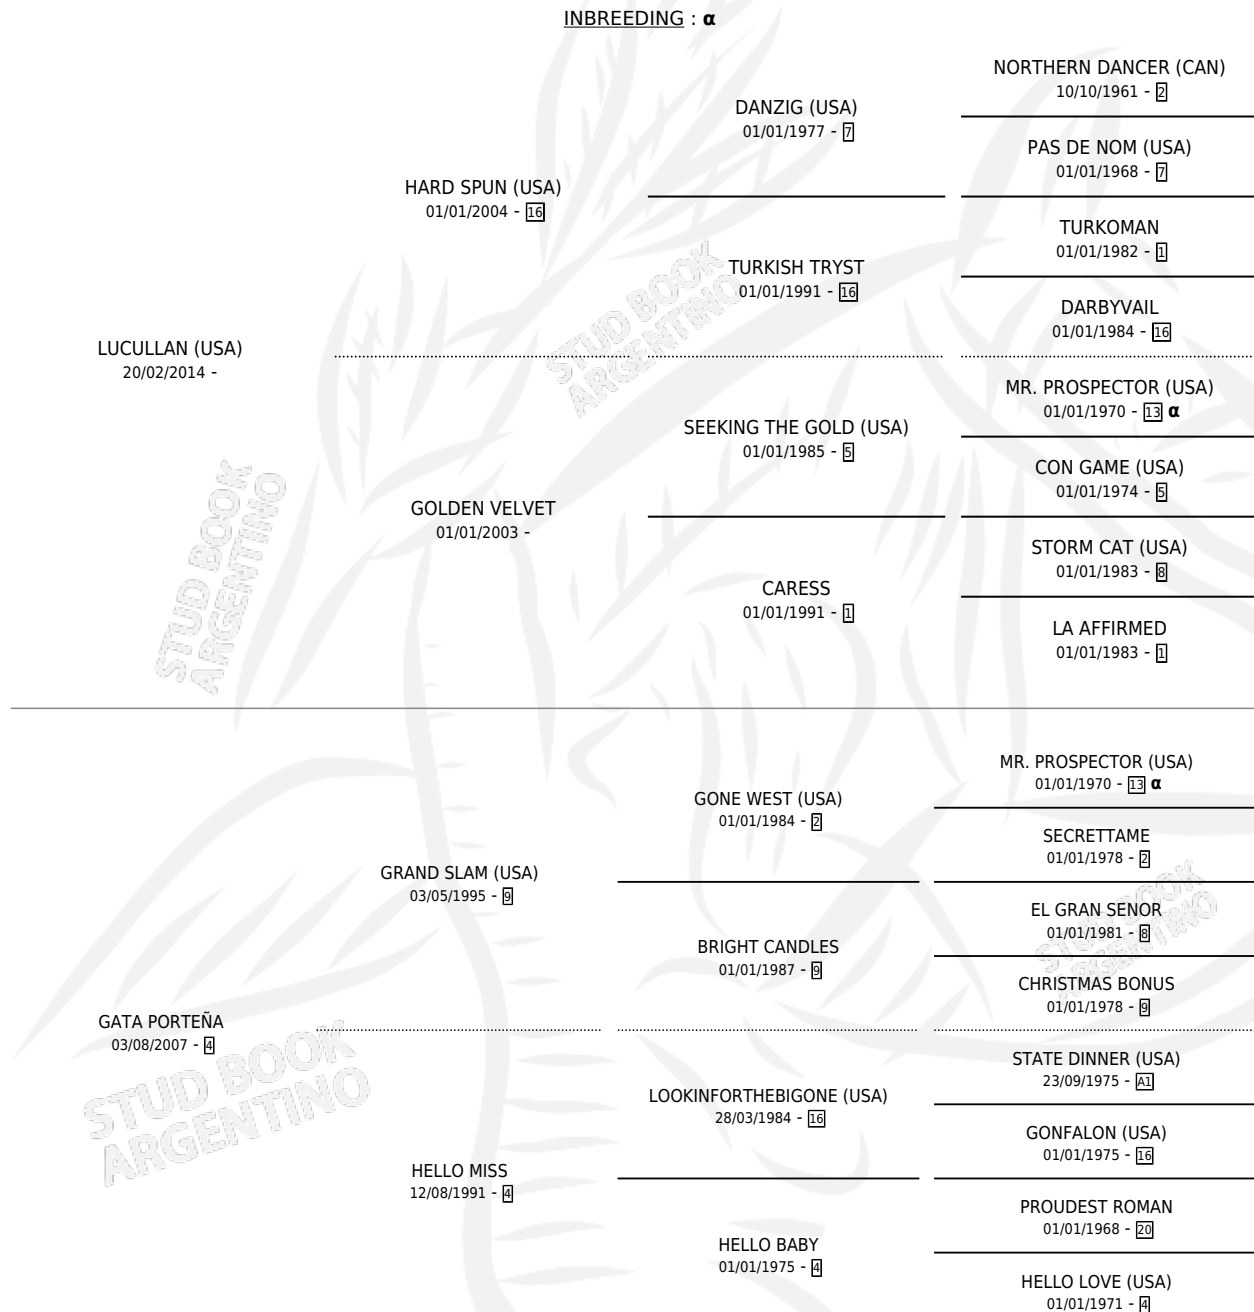 INBREEDING : α
NORTHERN DANCER (CAN)
10/10/1961 - 2
DANZIG (USA)
01/01/1977 - 7
PAS DE NOM (USA)
01/01/1968 - 7
HARD SPUN (USA)
01/01/2004 - 16
TURKOMAN
01/01/1982 - 1
TURKISH TRYST
01/01/1991 - 16
DARBYVAIL
01/01/1984 - 16
LUCULLAN (USA)
20/02/2014 -
MR. PROSPECTOR (USA)
01/01/1970 - 13 α
SEEKING THE GOLD (USA)
01/01/1985 - 5
CON GAME (USA)
01/01/1974 - 5
GOLDEN VELVET
01/01/2003 -
STORM CAT (USA)
01/01/1983 - 8
CARESS
01/01/1991 - 1
LA AFFIRMED
01/01/1983 - 1
MR. PROSPECTOR (USA)
01/01/1970 - 13 α
GONE WEST (USA)
01/01/1984 - 2
SECRETTAME
01/01/1978 - 2
GRAND SLAM (USA)
03/05/1995 - 9
EL GRAN SENOR
01/01/1981 - 8
BRIGHT CANDLES
01/01/1987 - 9
CHRISTMAS BONUS
01/01/1978 - 9
GATA PORTEÑA
03/08/2007 - 4
STATE DINNER (USA)
23/09/1975 - A1
LOOKINFORTHEBIGONE (USA)
28/03/1984 - 16
GONFALON (USA)
01/01/1975 - 16
HELLO MISS
12/08/1991 - 4
PROUDEST ROMAN
01/01/1968 - 20
HELLO BABY
01/01/1975 - 4
HELLO LOVE (USA)
01/01/1971 - 4
STUD BOOK
ARGENTINO
STUD BOOK
ARGENTINO
STUD BOOK
ARGENTINO
STUD BOOK
ARGENTINO